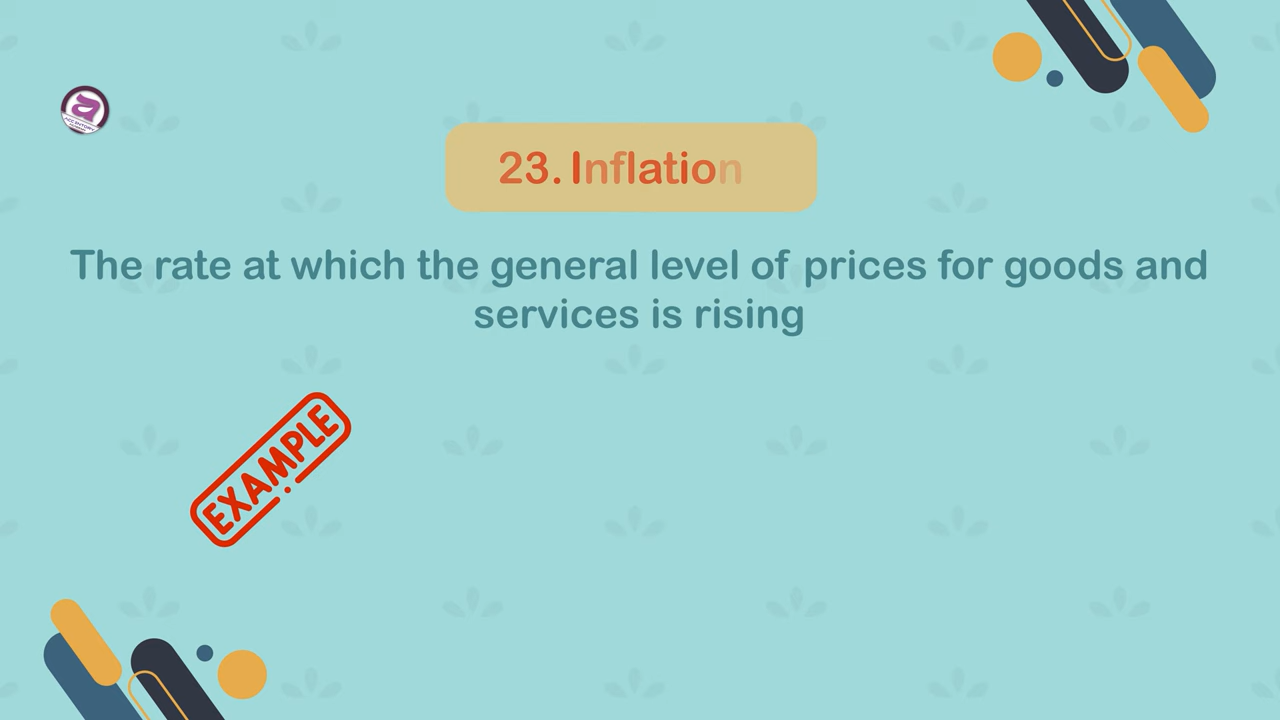 23. Inflation
The rate at which the general level of prices for goods and
services is rising
EXAMPLE